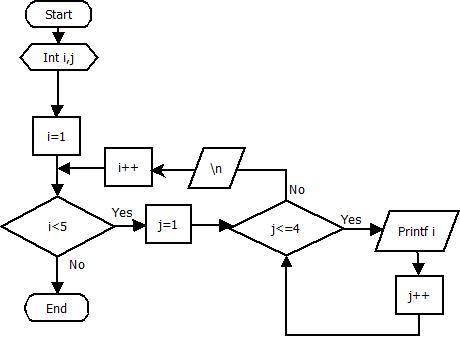 Start
Int i,j
i=1
i++
\n
No
i<5
Yes
j=1
j<=4
Yes
Printf i
No
j++
End